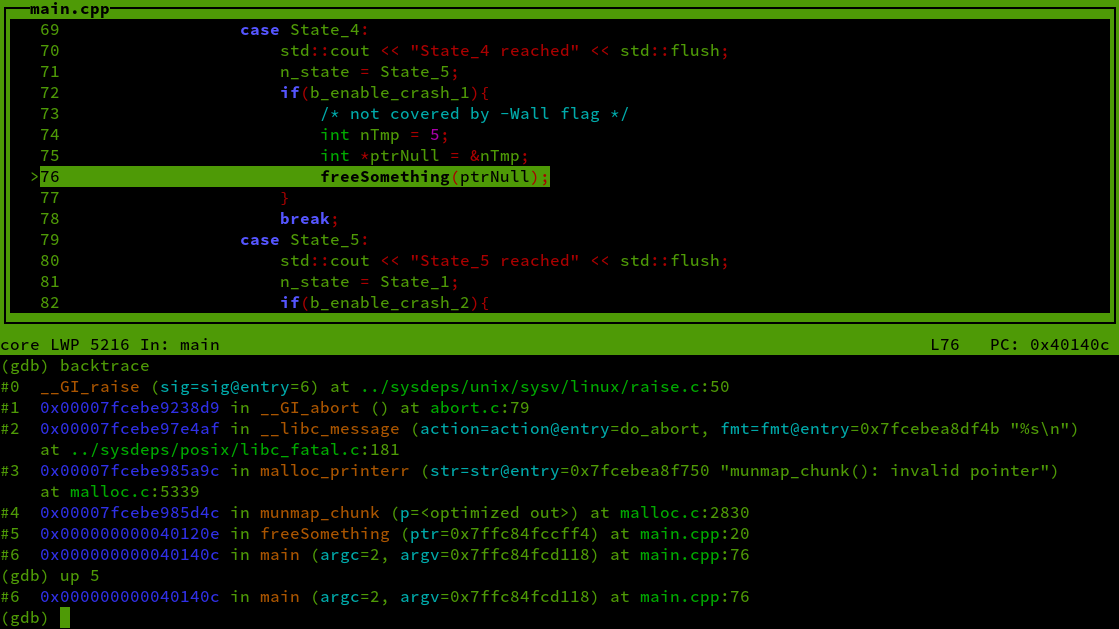 main.cpp
69 case State_4:
70 std::cout << "State_4 reached" << std::flush;
71 n_state = State_5;
72 if(b_enable_crash_1){
73 /* not covered by -Wall flag */
74 int nTmp = 5;
75 int *ptrNull = &nTmp;
>76 freeSomething(ptrNull);
77 }
78 break;
79 case State_5:
80 std::cout << "State_5 reached" << std::flush;
81 n_state = State_1;
82 if(b_enable_crash_2){
core LWP 5216 In: main L76 PC: 0x40140c
(gdb) backtrace
#0 __GI_raise (sig=sig@entry=6) at ../sysdeps/unix/sysv/linux/raise.c:50
#1 0x00007fcebe9238d9 in __GI_abort () at abort.c:79
#2 0x00007fcebe97e4af in __libc_message (action=action@entry=do_abort, fmt=fmt@entry=0x7fcebea8df4b "%s\n")
at ../sysdeps/posix/libc_fatal.c:181
#3 0x00007fcebe985a9c in malloc_printerr (str=str@entry=0x7fcebea8f750 "munmap_chunk(): invalid pointer")
at malloc.c:5339
#4 0x00007fcebe985d4c in munmap_chunk (p=<optimized out>) at malloc.c:2830
#5 0x000000000040120e in freeSomething (ptr=0x7ffc84fccff4) at main.cpp:20
#6 0x000000000040140c in main (argc=2, argv=0x7ffc84fcd118) at main.cpp:76
(gdb) up 5
#6 0x000000000040140c in main (argc=2, argv=0x7ffc84fcd118) at main.cpp:76
(gdb)